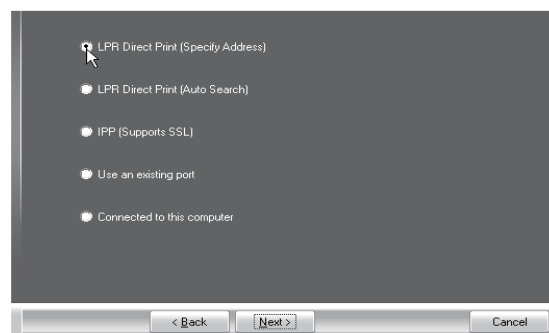 LPR Direct Print (Specify Address)
LPR Direct Print (Auto Search)
IPP (Supports SSL)
Use an existing port
Connected to this computer
< Back Next > Cancel